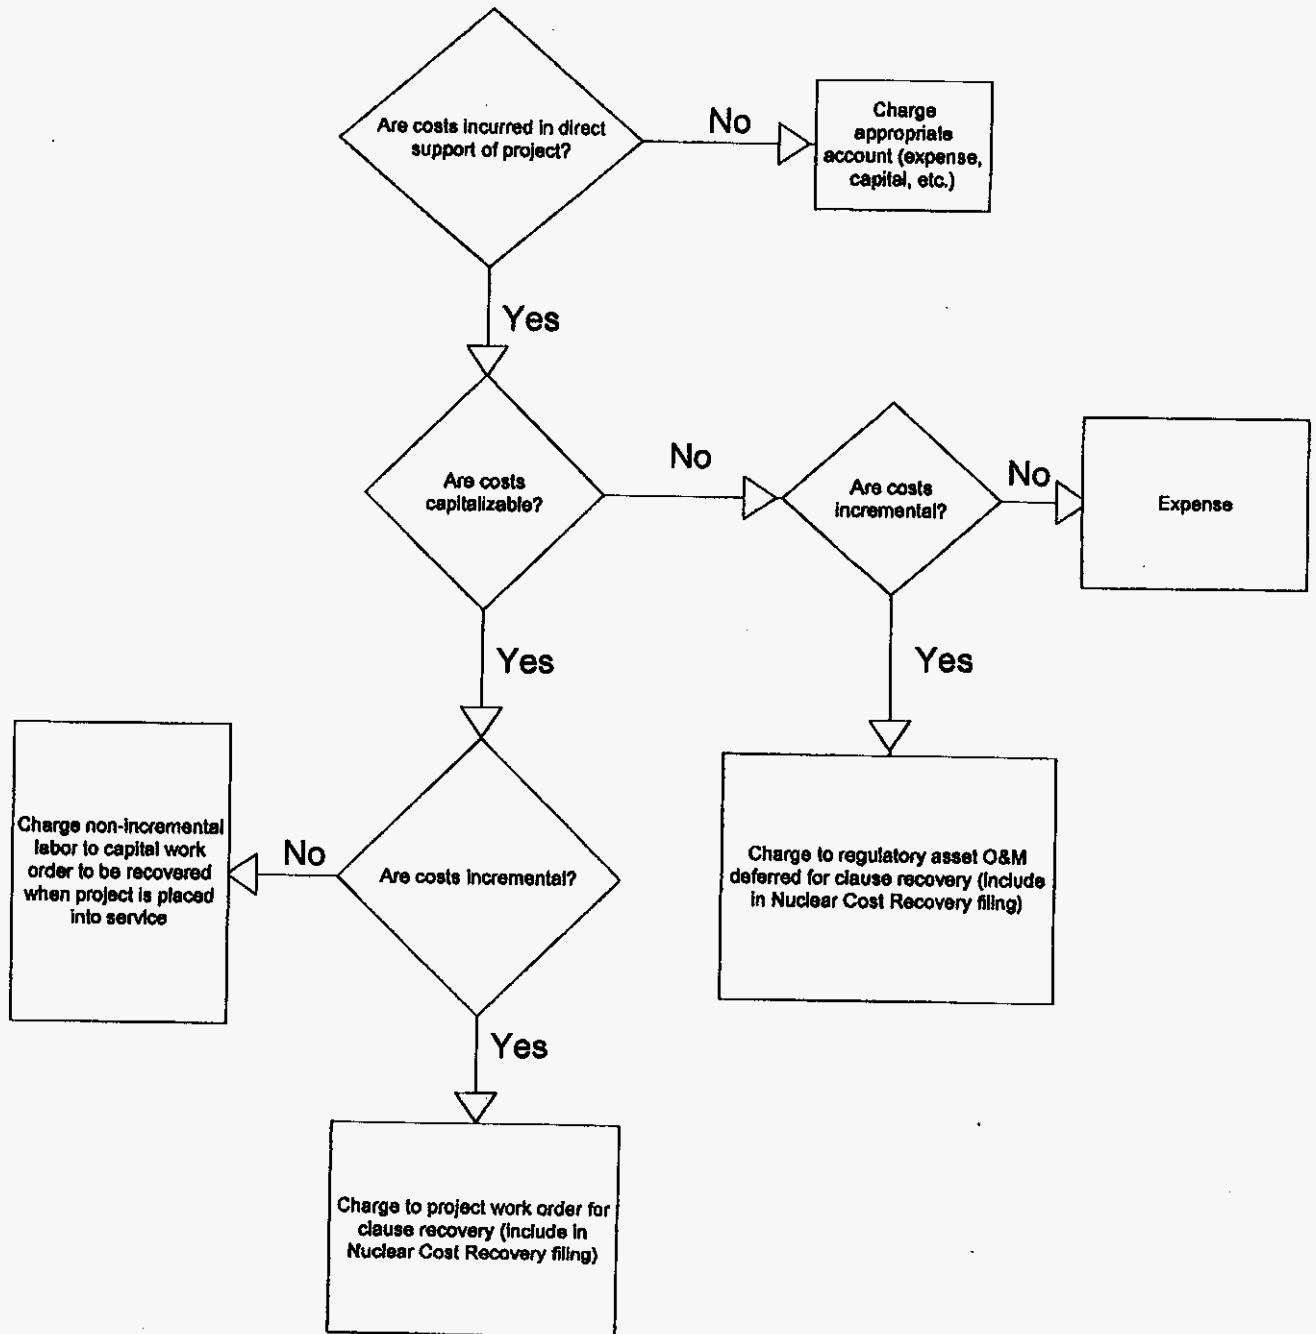 Are costs incurred in direct
support of project?
No
Charge
appropriate
account (expense,
capital, etc.)
Yes
Are costs
capitalizable?
No
Are costs
incremental?
No
Expense
Yes
Yes
Charge non-incremental
labor to capital work
order to be recovered
when project is placed
into service
No
Are costs incremental?
Charge to regulatory asset O&M
deferred for clause recovery (include
in Nuclear Cost Recovery filing)
Yes
Charge to project work order for
clause recovery (include in
Nuclear Cost Recovery filing)